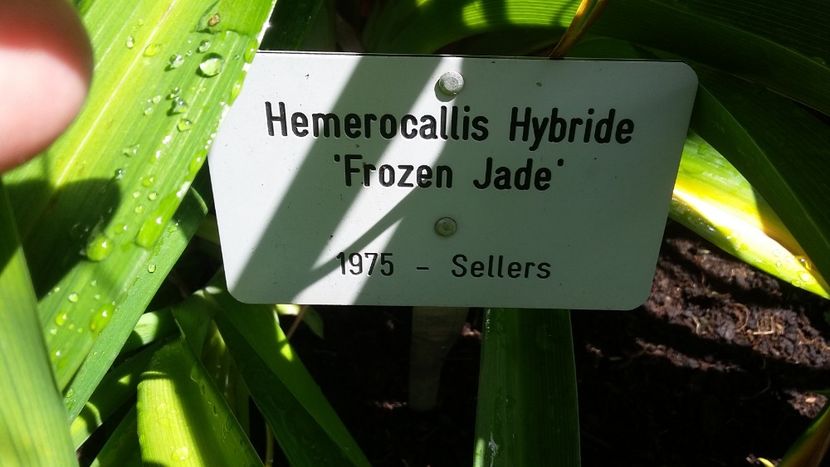 Hemerocallis Hybride
'Frozen Jade'
1975 - Sellers